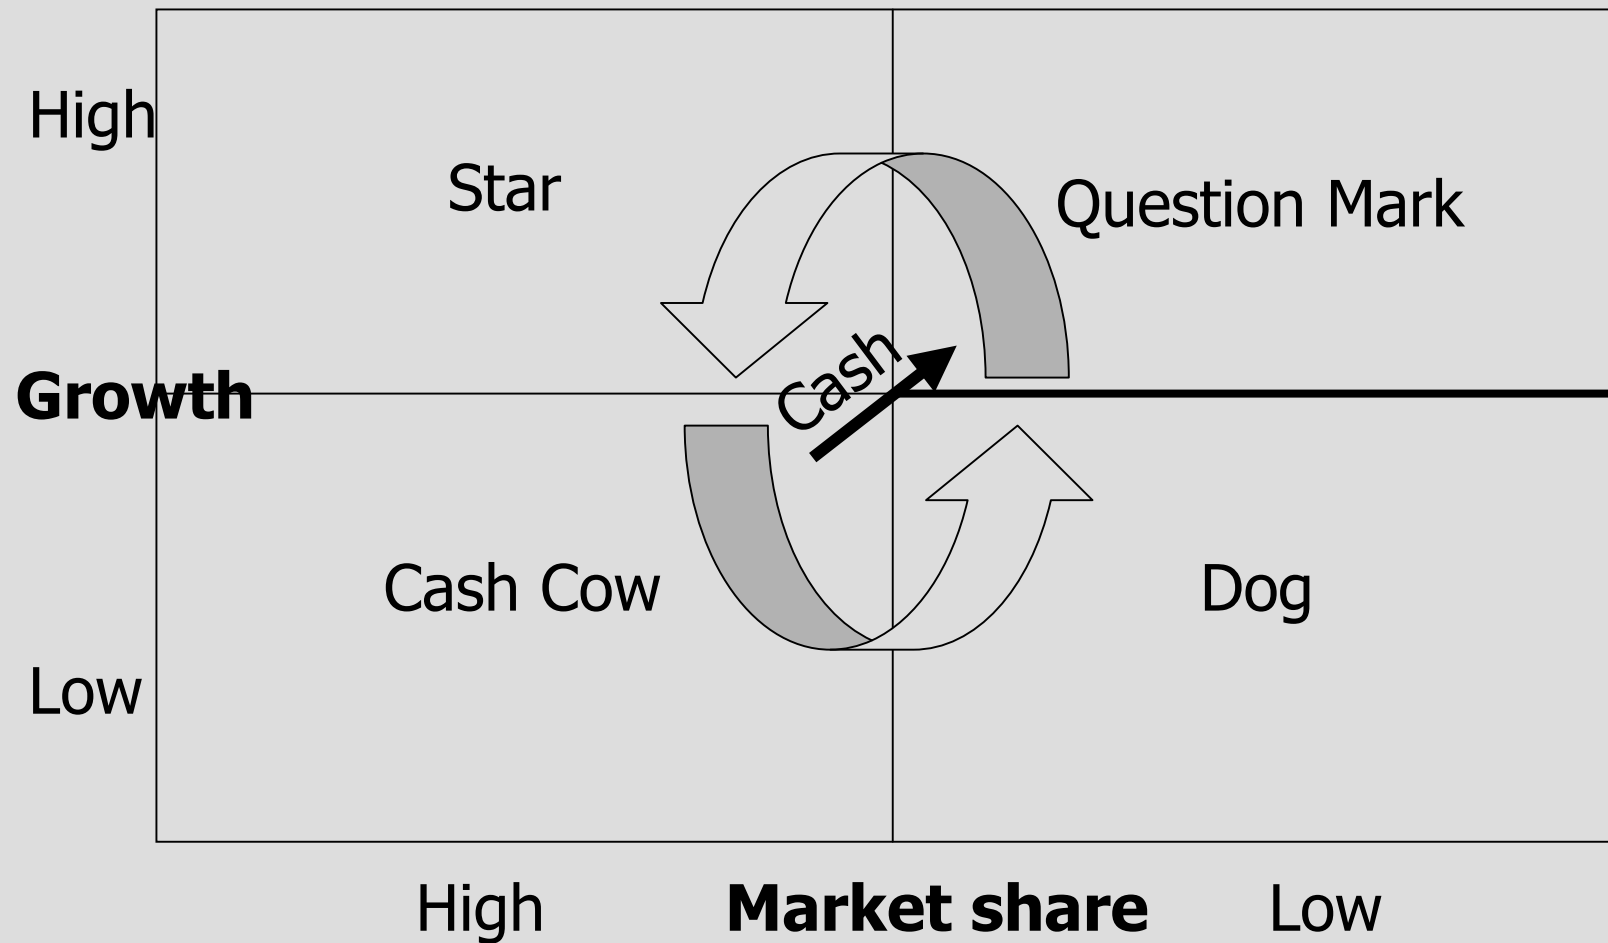 High
Star
Question Mark
Cash
Growth
Cash Cow
Dog
Low
High
Market share
Low